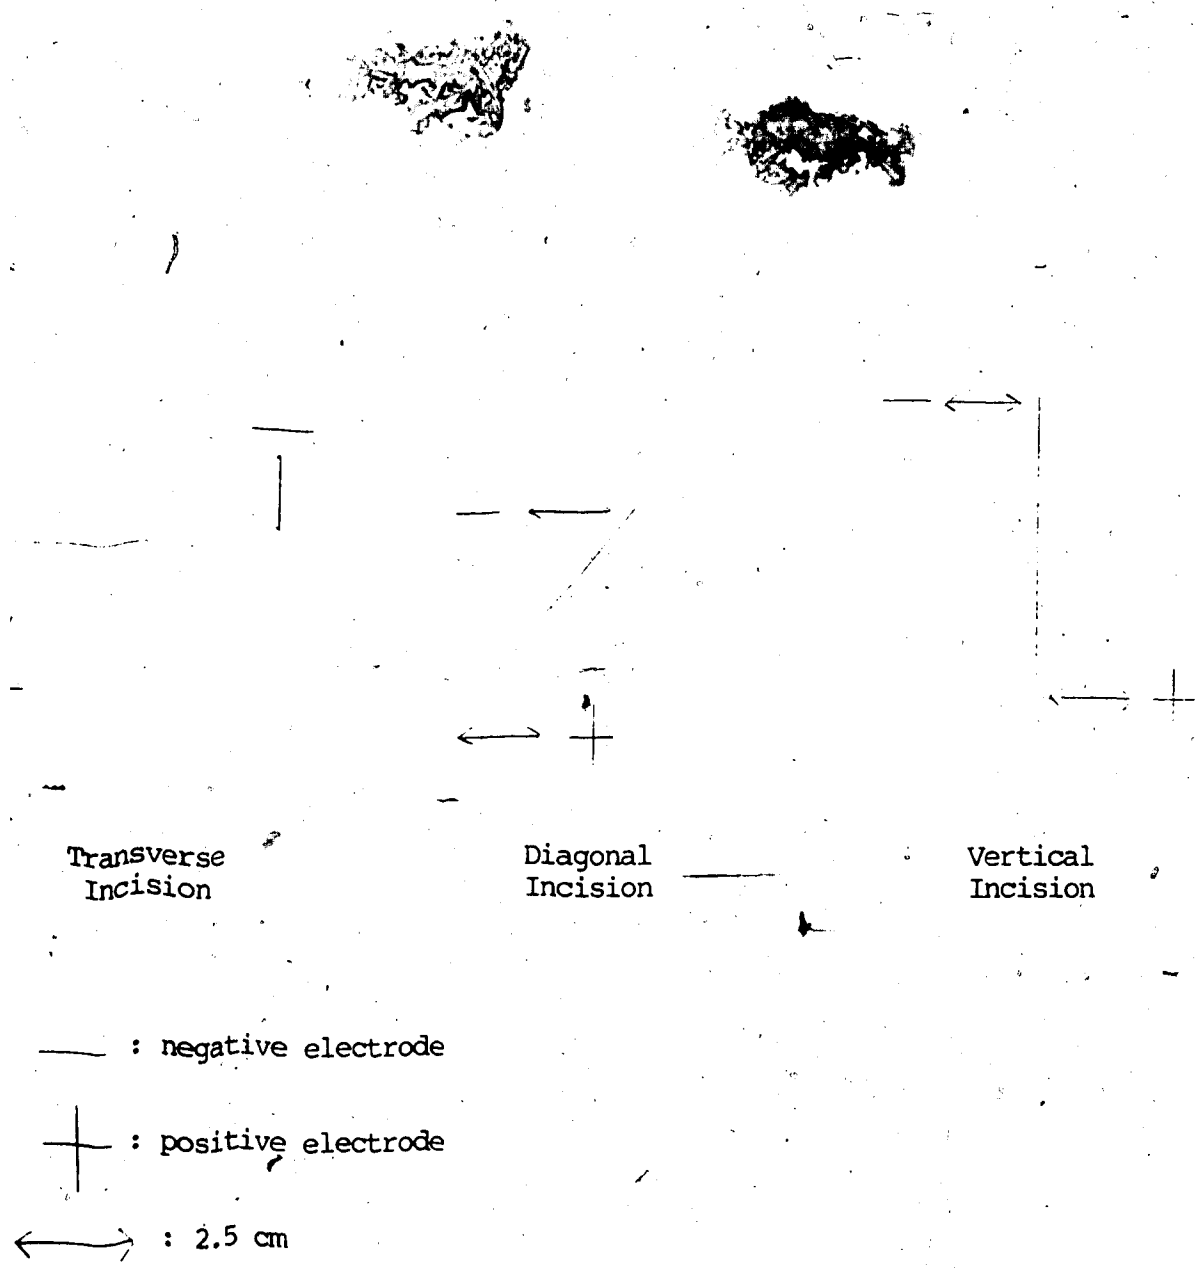 Transverse
Incision
Diagonal
Incision
Vertical
Incision
: negative electrode
: positive electrode
: 2.5 cm